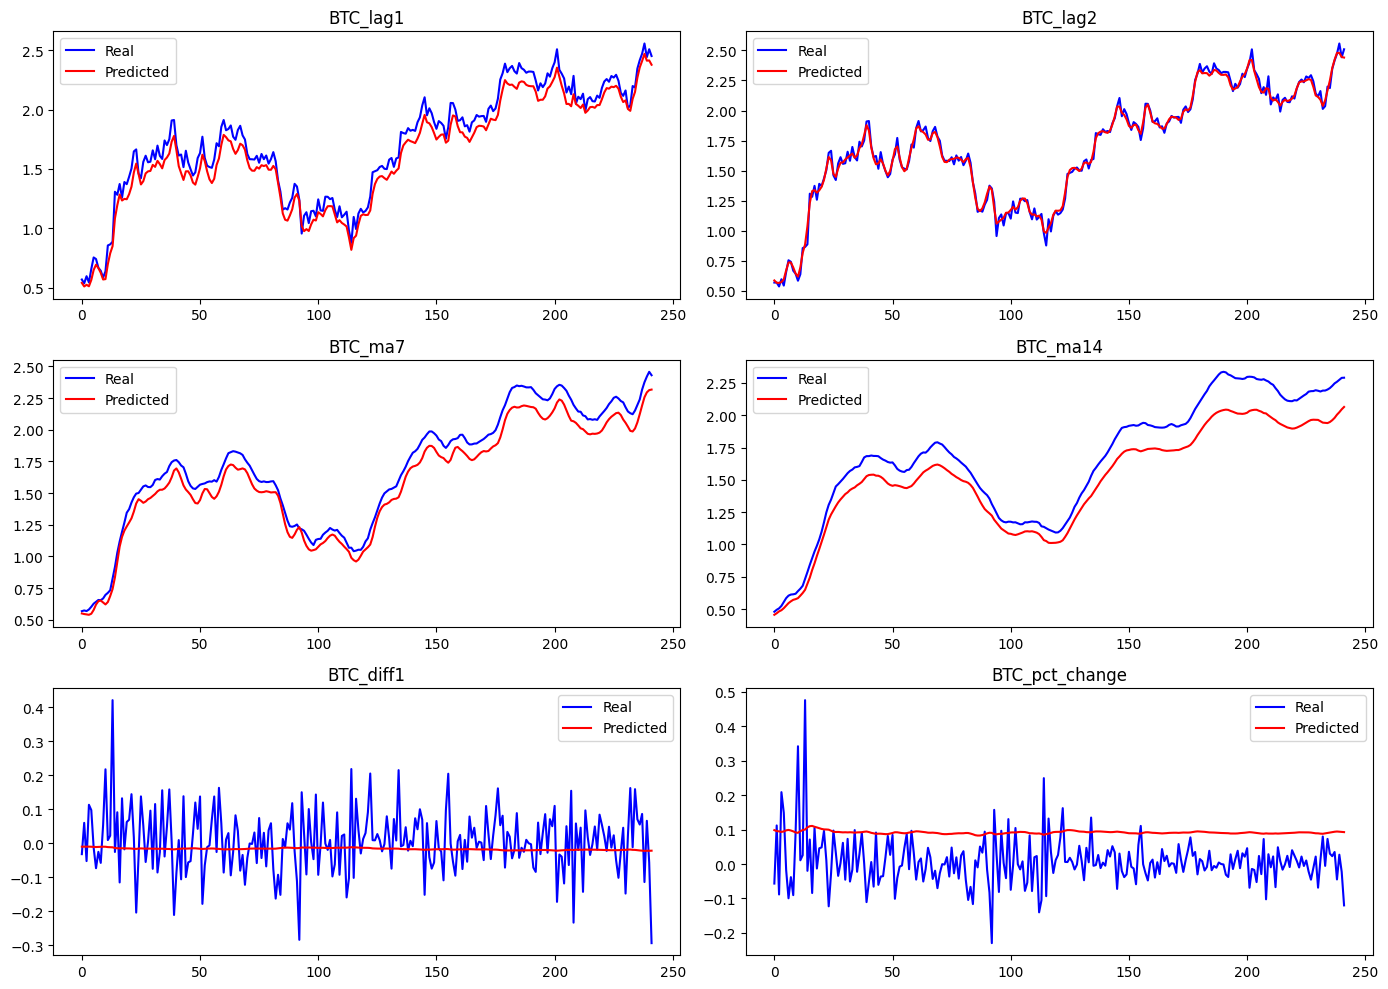 BTC_lag1
2.5
2.0
1.5
1.0
0.5
Real
Predicted
0 50 100 150 200 250
BTC_lag2
2.50
2.25
2.00
1.75
1.50
1.25
1.00
0.75
0.50
Real
Predicted
0 50 100 150 200 250
BTC_ma7
2.50
2.25
2.00
1.75
1.50
1.25
1.00
0.75
0.50
Real
Predicted
0 50 100 150 200 250
BTC_ma14
2.25
2.00
1.75
1.50
1.25
1.00
0.75
0.50
Real
Predicted
0 50 100 150 200 250
BTC_diff1
0.4
0.3
0.2
0.1
0.0
−0.1
−0.2
−0.3
Real
Predicted
0 50 100 150 200 250
BTC_pct_change
0.5
0.4
0.3
0.2
0.1
0.0
−0.1
−0.2
Real
Predicted
0 50 100 150 200 250